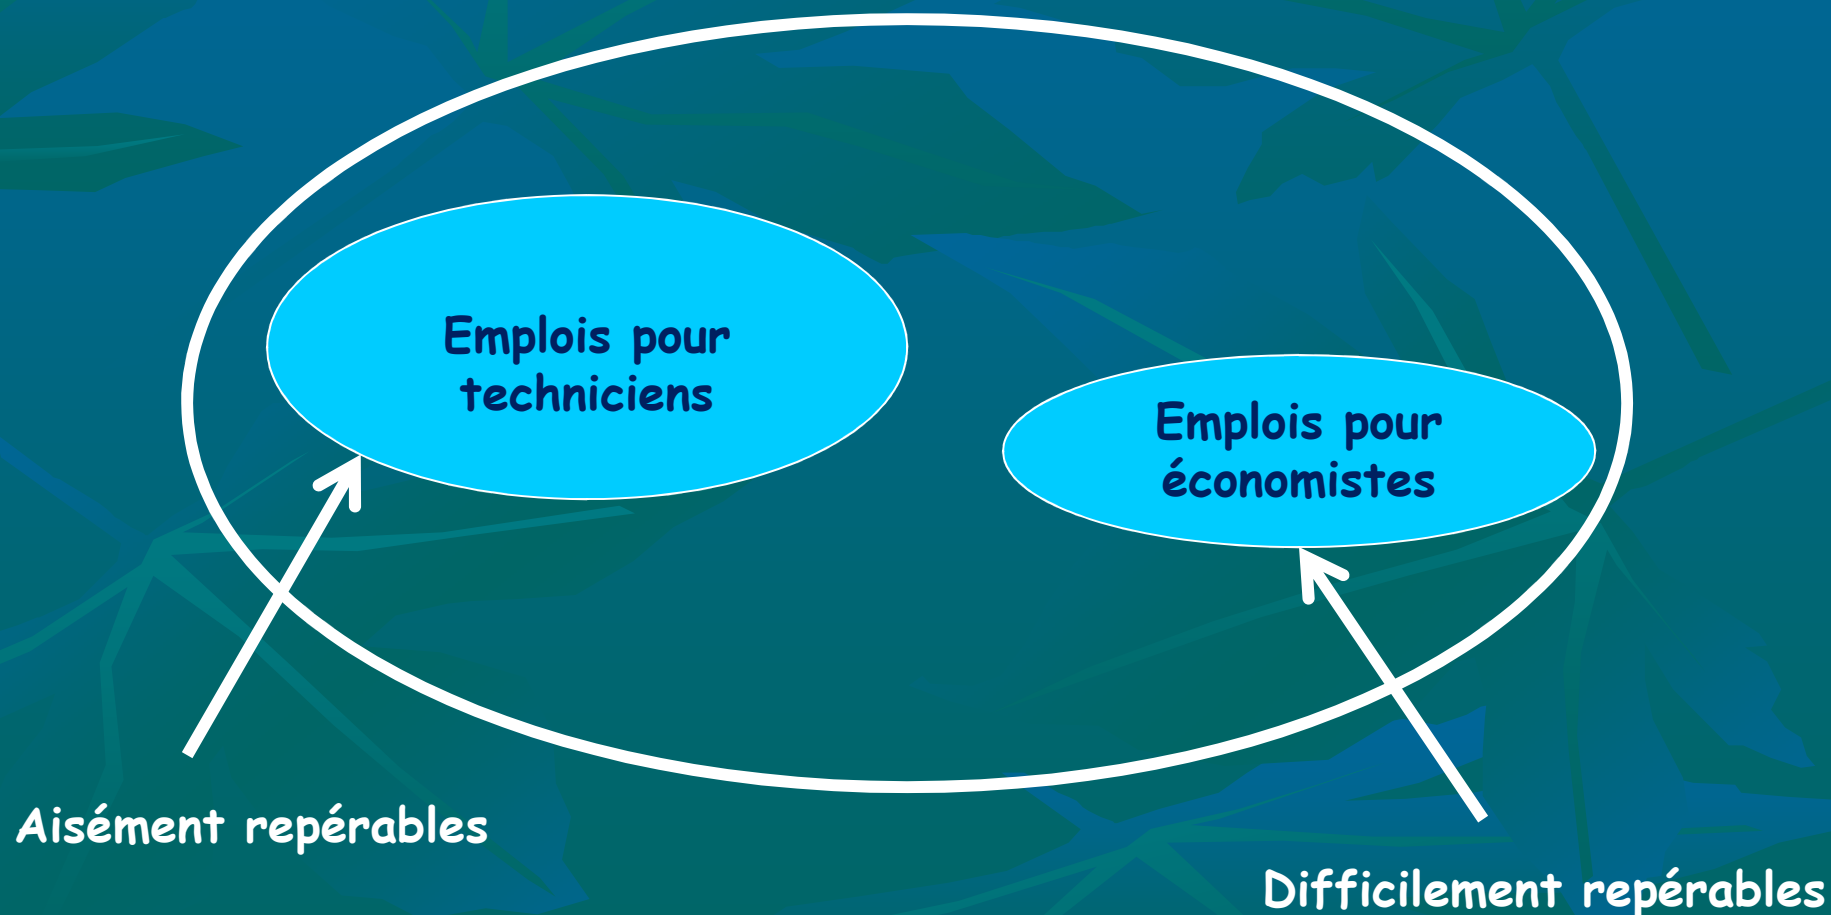 Emplois pour
techniciens
Emplois pour
économistes
Aisément repérables
Difficilement repérables